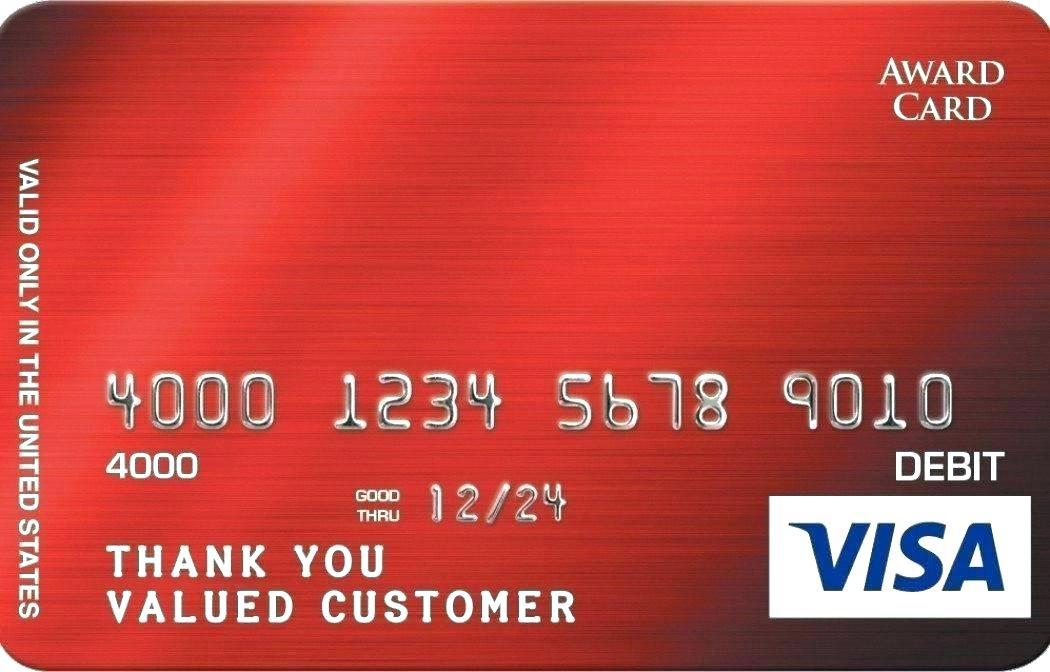 AWARD
CARD
VALID ONLY IN THE UNITED STATES
4000 1234 5678 9010
4000
DEBIT
GOOD
THRU 12/24
THANK YOU
VALUED CUSTOMER
VISA